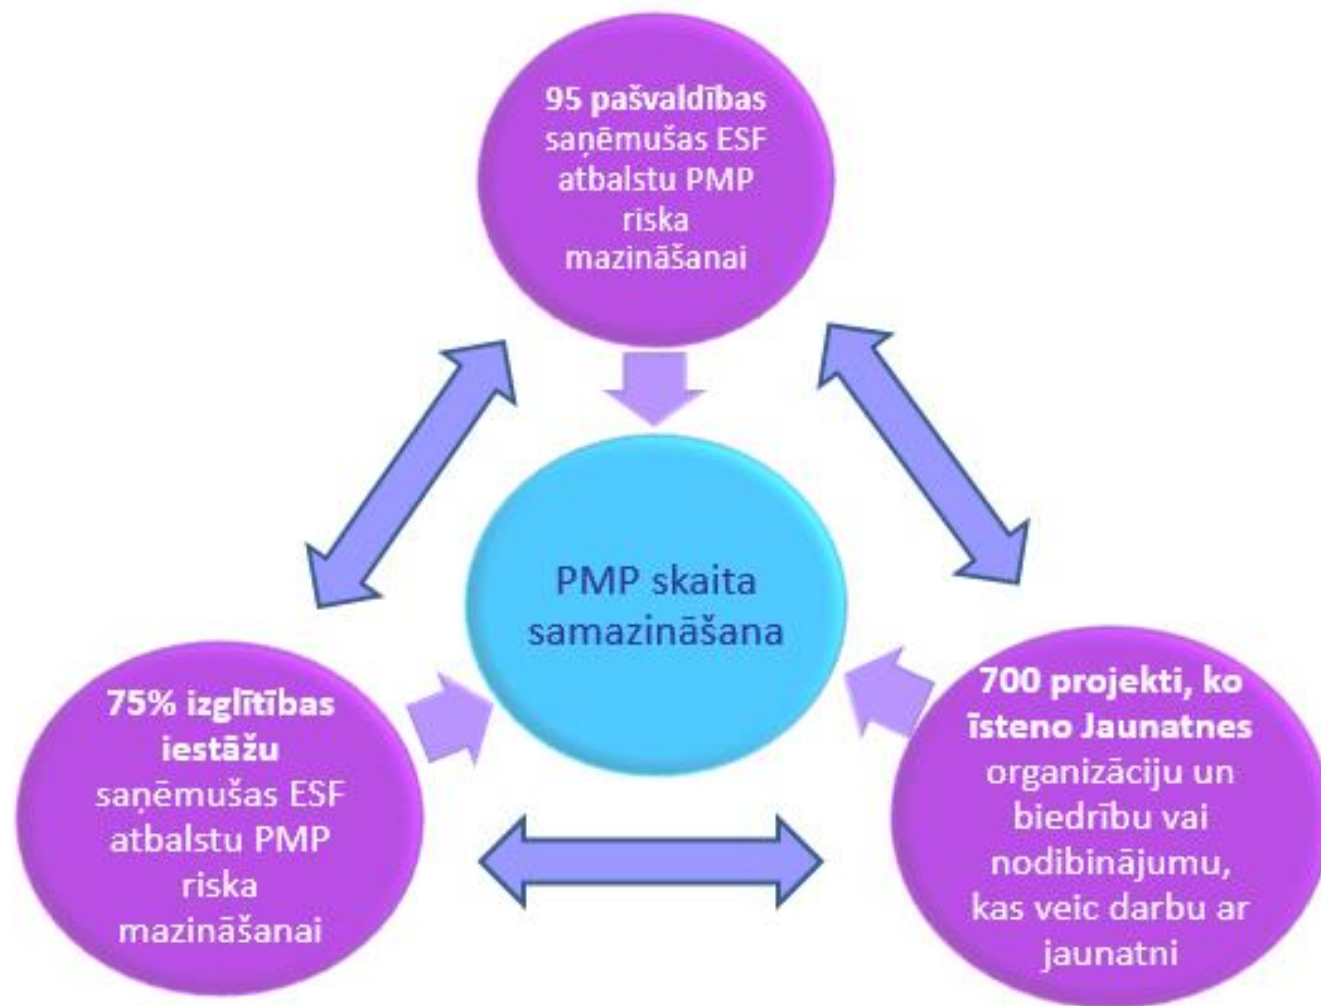 95 pašvaldības
saņēmušas ESF
atbalstu PMP
riska
mazināšanai
PMP skaita
samazināšana
75% izglītības
iestāžu
saņēmušas ESF
atbalstu PMP
riska
mazināšanai
700 projekti, ko
īsteno Jaunatnes
organizāciju un
biedrību vai
nodibinājumu,
kas veic darbu ar
jaunatni